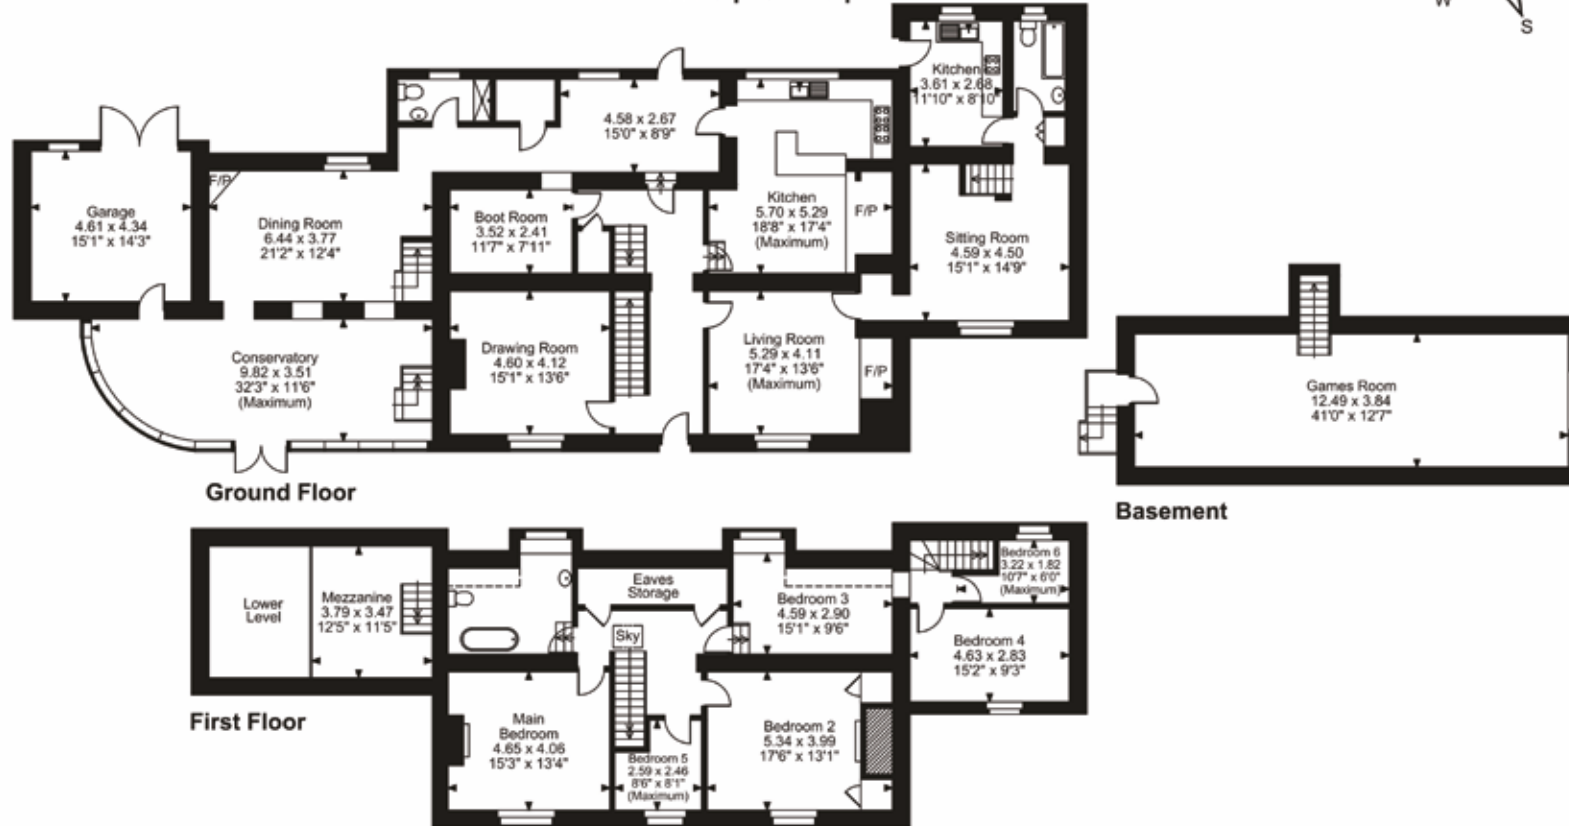 W
S
Kitchen
3.61 x 2.68
11'10" x 8'10"
4.58 x 2.67
15'0" x 8'9"
F/P
Garage
4.61 x 4.34
15'1" x 14'3"
Dining Room
6.44 x 3.77
21'2" x 12'4"
Boot Room
3.52 x 2.41
11'7" x 7'11"
Kitchen
5.70 x 5.29
18'8" x 17'4"
(Maximum)
F/P
Sitting Room
4.59 x 4.50
15'1" x 14'9"
Conservatory
9.82 x 3.51
32'3" x 11'6"
(Maximum)
Drawing Room
4.60 x 4.12
15'1" x 13'6"
Living Room
5.29 x 4.11
17'4" x 13'6"
(Maximum)
F/P
Games Room
12.49 x 3.84
41'0" x 12'7"
Ground Floor
Basement
Lower
Level
Mezzanine
3.79 x 3.47
12'5" x 11'5"
Eaves
Storage
Sky
Bedroom 3
4.59 x 2.90
15'1" x 9'6"
Bedroom 6
3.22 x 1.82
10'7" x 6'0"
(Maximum)
Bedroom 4
4.63 x 2.83
15'2" x 9'3"
First Floor
Main
Bedroom
4.65 x 4.06
15'3" x 13'4"
Bedroom 5
2.59 x 2.46
8'6" x 8'1"
(Maximum)
Bedroom 2
5.34 x 3.99
17'6" x 13'1"